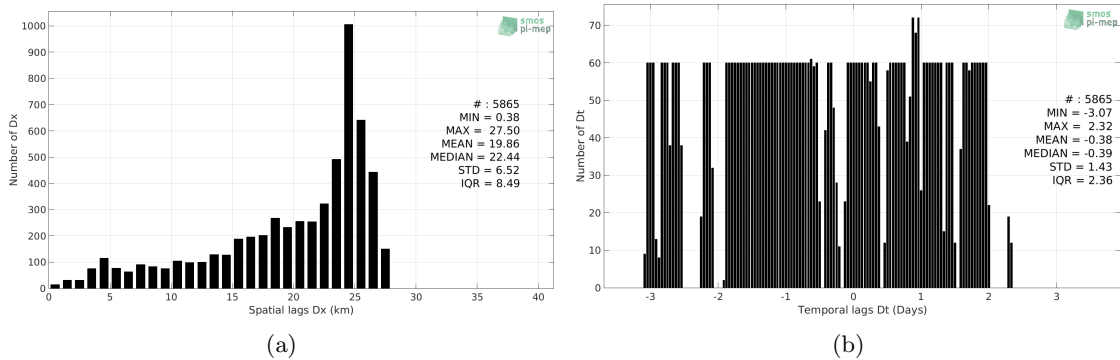 smos
pi-mep
1000
900
800
700
600
500
400
300
200
100
0
Number of Dx
# : 5865
MIN = 0.38
MAX = 27.50
MEAN = 19.86
MEDIAN = 22.44
STD = 6.52
IQR = 8.49
0 5 10 15 20 25 30 35 40
Spatial lags Dx (km)
(a)
smos
pi-mep
70
60
50
40
30
20
10
0
Number of Dt
# : 5865
MIN = -3.07
MAX = 2.32
MEAN = -0.38
MEDIAN = -0.39
STD = 1.43
IQR = 2.36
-3 -2 -1 0 1 2 3
Temporal lags Dt (Days)
(b)